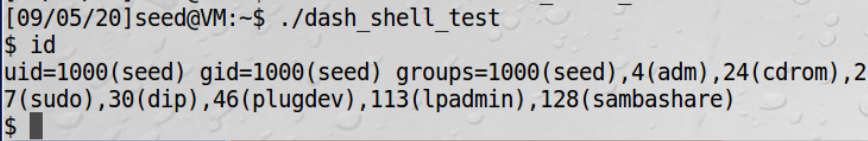 [09/05/20]seed@VM:~$ ./dash_shell_test
$ id
uid=1000(seed) gid=1000(seed) groups=1000(seed),4(adm),24(cdrom),2
7(sudo),30(dip),46(plugdev),113(lpadmin),128(sambashare)
$